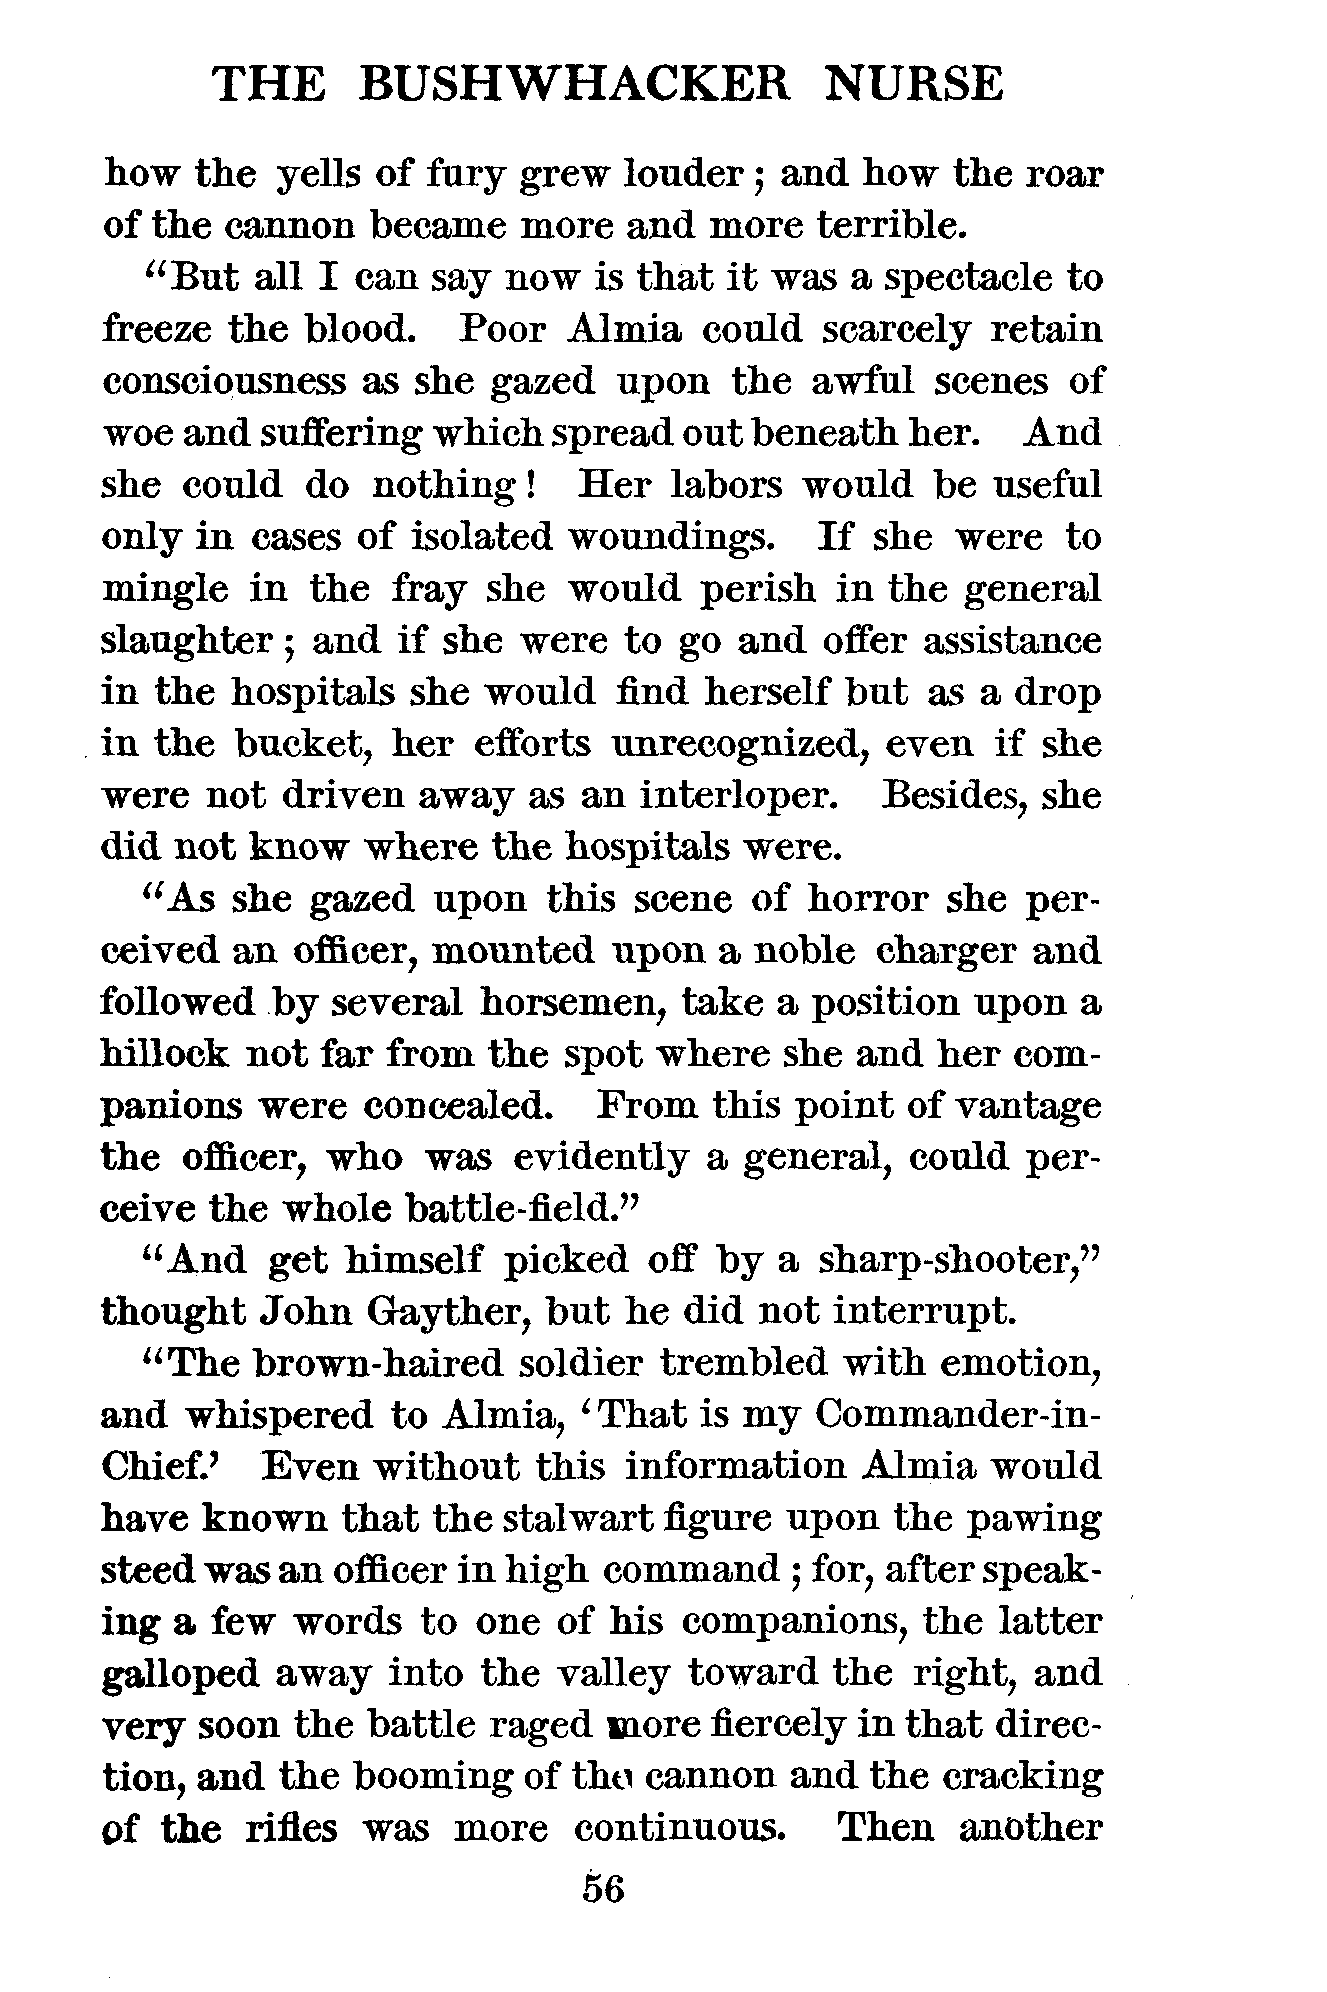 THE BUSHWHACKER NURSE
how the yells of fury grew louder; and how the roar
of the cannon became more and more terrible.
“But all I can say now is that it was a spectacle to
freeze the blood. Poor Almia could scarcely retain
consciousness as she gazed upon the awful scenes of
woe and suffering which spread out beneath her. And
she could do nothing! Her labors would be useful
only in cases of isolated woundings. If she were to
mingle in the fray she would perish in the general
slaughter; and if she were to go and offer assistance
in the hospitals she would find herself but as a drop
in the bucket, her efforts unrecognized, even if she
were not driven away as an interloper. Besides, she
did not know where the hospitals were.
“As she gazed upon this scene of horror she per-
ceived an officer, mounted upon a noble charger and
followed by several horsemen, take a position upon a
hillock not far from the spot where she and her com-
panions were concealed. From this point of vantage
the officer, who was evidently a general, could per-
ceive the whole battle-field.”
“And get himself picked off by a sharp-shooter,”
thought John Gayther, but he did not interrupt.
“The brown-haired soldier trembled with emotion,
and whispered to Almia, ‘That is my Commander-in-
Chief.’ Even without this information Almia would
have known that the stalwart figure upon the pawing
steed was an officer in high command; for, after speak-
ing a few words to one of his companions, the latter
galloped away into the valley toward the right, and
very soon the battle raged more fiercely in that direc-
tion, and the booming of the cannon and the cracking
of the rifles was more continuous. Then another
56